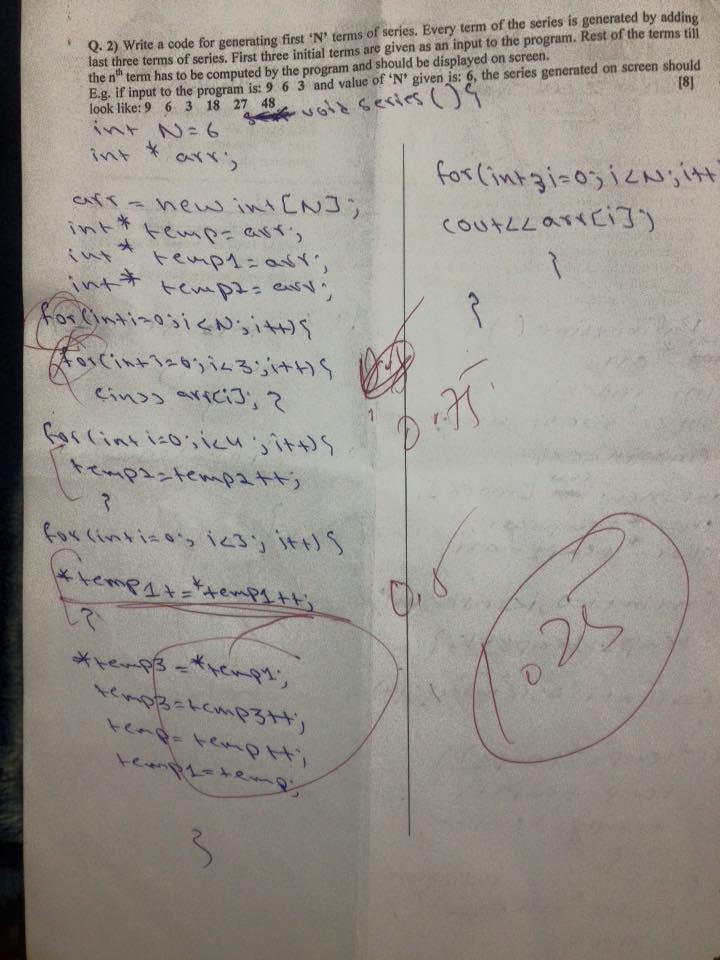 Q. 2) Write a code for generating first ‘N’ terms of series. Every term of the series is generated by adding
last three terms of series. First three initial terms are given as an input to the program. Rest of the terms till
the nth term has to be computed by the program and should be displayed on screen.
E.g. if input to the program is: 9 6 3 and value of ‘N’ given is: 6, the series generated on screen should
look like: 9 6 3 18 27 48 [8]
void series(){
int N=6
int * arr;
arr = new int[N];
int* temp= arr;
int* temp1=arr;
int* temp2= arr;
for(int i=0;i<N;i++){
for(int i=0;i<3;i++){
cin>> arr[i]; }
for(int i=0;i<4;i++){
temp2=temp2++;
}
for(int i=0; i<3; i++){
*temp1+=*temp1++;
}
*temp3=*temp1;
temp3=temp3++;
temp= temp++;
temp1=temp;
}
for(int i=0;i<N;i++
cout<<arr[i];
}
}
0.75
025